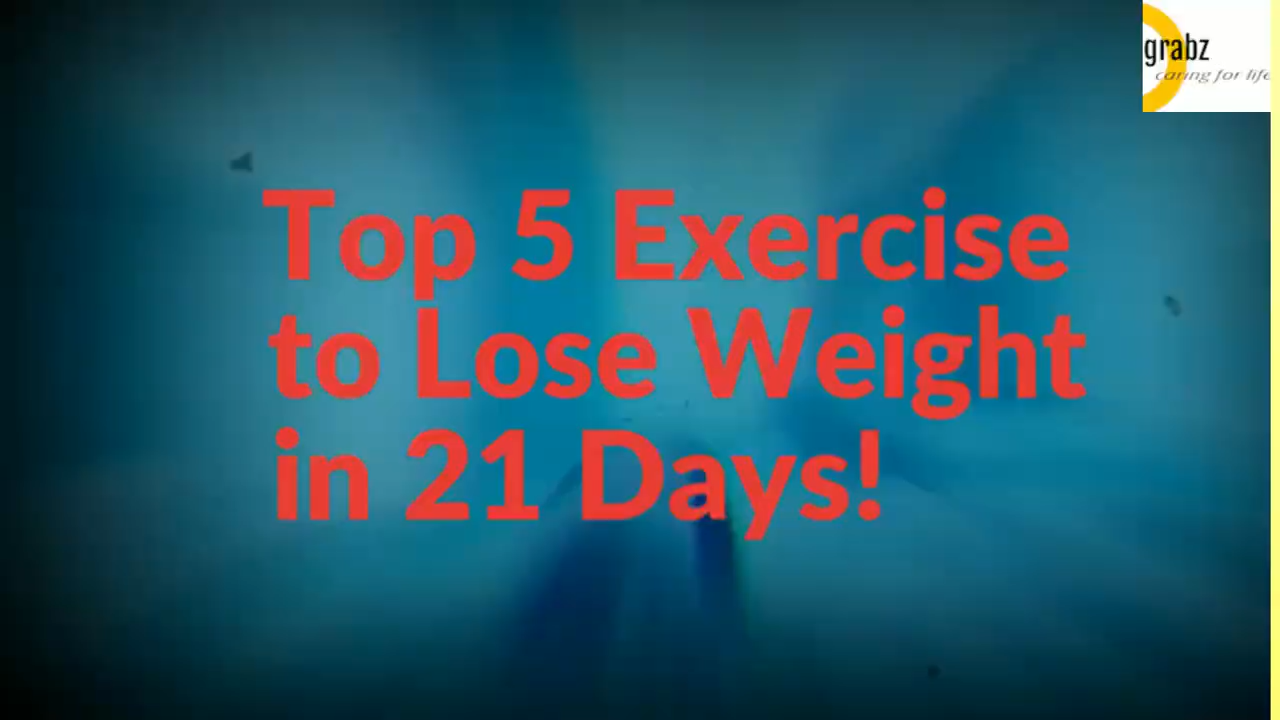 grabz
caring for life
Top 5 Exercise
to Lose Weight
in 21 Days!